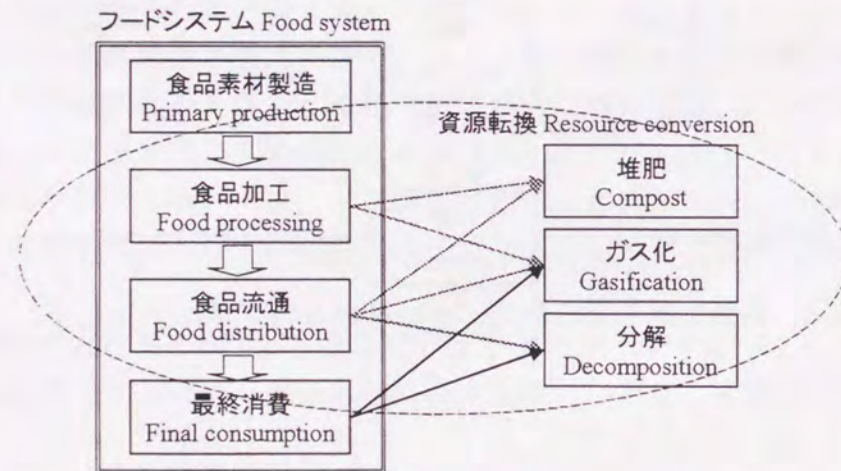 フードシステム Food system
食品素材製造
Primary production
資源転換 Resource conversion
食品加工
Food processing
堆肥
Compost
食品流通
Food distribution
ガス化
Gasification
分解
Decomposition
最終消費
Final consumption